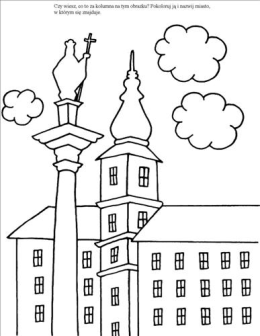 Czy wiesz, co to za kolumna na tym obrazku? Pokoloruj ją i nazwij miasto,
w którym się znajduje.